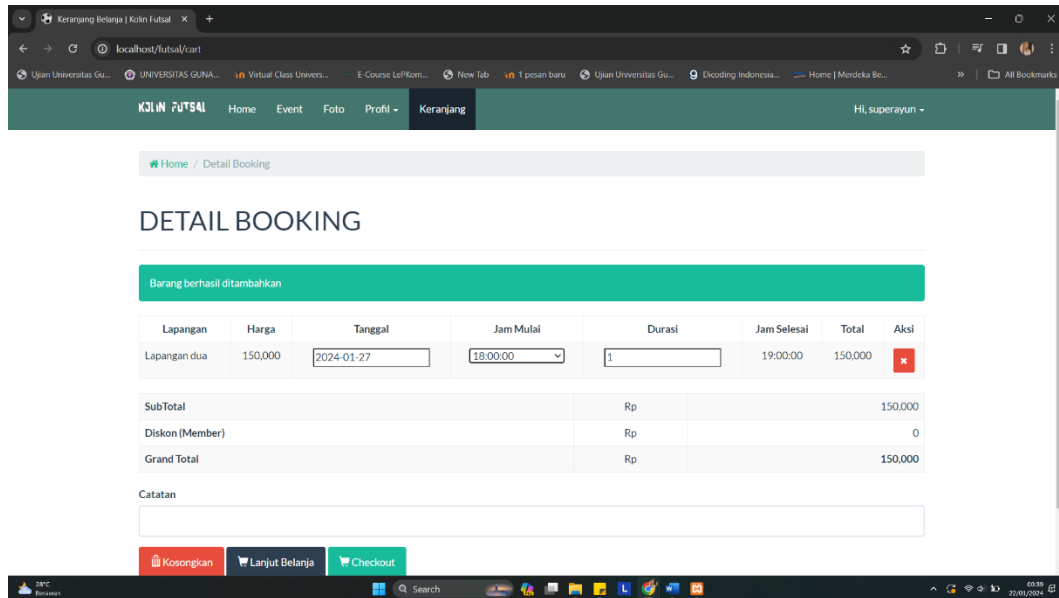 Keranjang Belanja | Kolin Futsal
localhost/futsal/cart
Ujian Universitas Gu... UNIVERSITAS GUNA... Virtual Class Univers... E-Course LePKom... New Tab 1 pesan baru Ujian Universitas Gu... Dicoding Indonesia... Home | Merdeka Be... » All Bookmarks
KOLIN FUTSAL Home Event Foto Profil Keranjang Hi, superayun
Home / Detail Booking
DETAIL BOOKING
Barang berhasil ditambahkan
Lapangan Harga Tanggal Jam Mulai Durasi Jam Selesai Total Aksi
Lapangan dua 150,000 2024-01-27 18:00:00 1 19:00:00 150,000
SubTotal Rp 150,000
Diskon (Member) Rp 0
Grand Total Rp 150,000
Catatan
Kosongkan Lanjut Belanja Checkout
28°C
Berawan
Search
00:39
22/01/2024